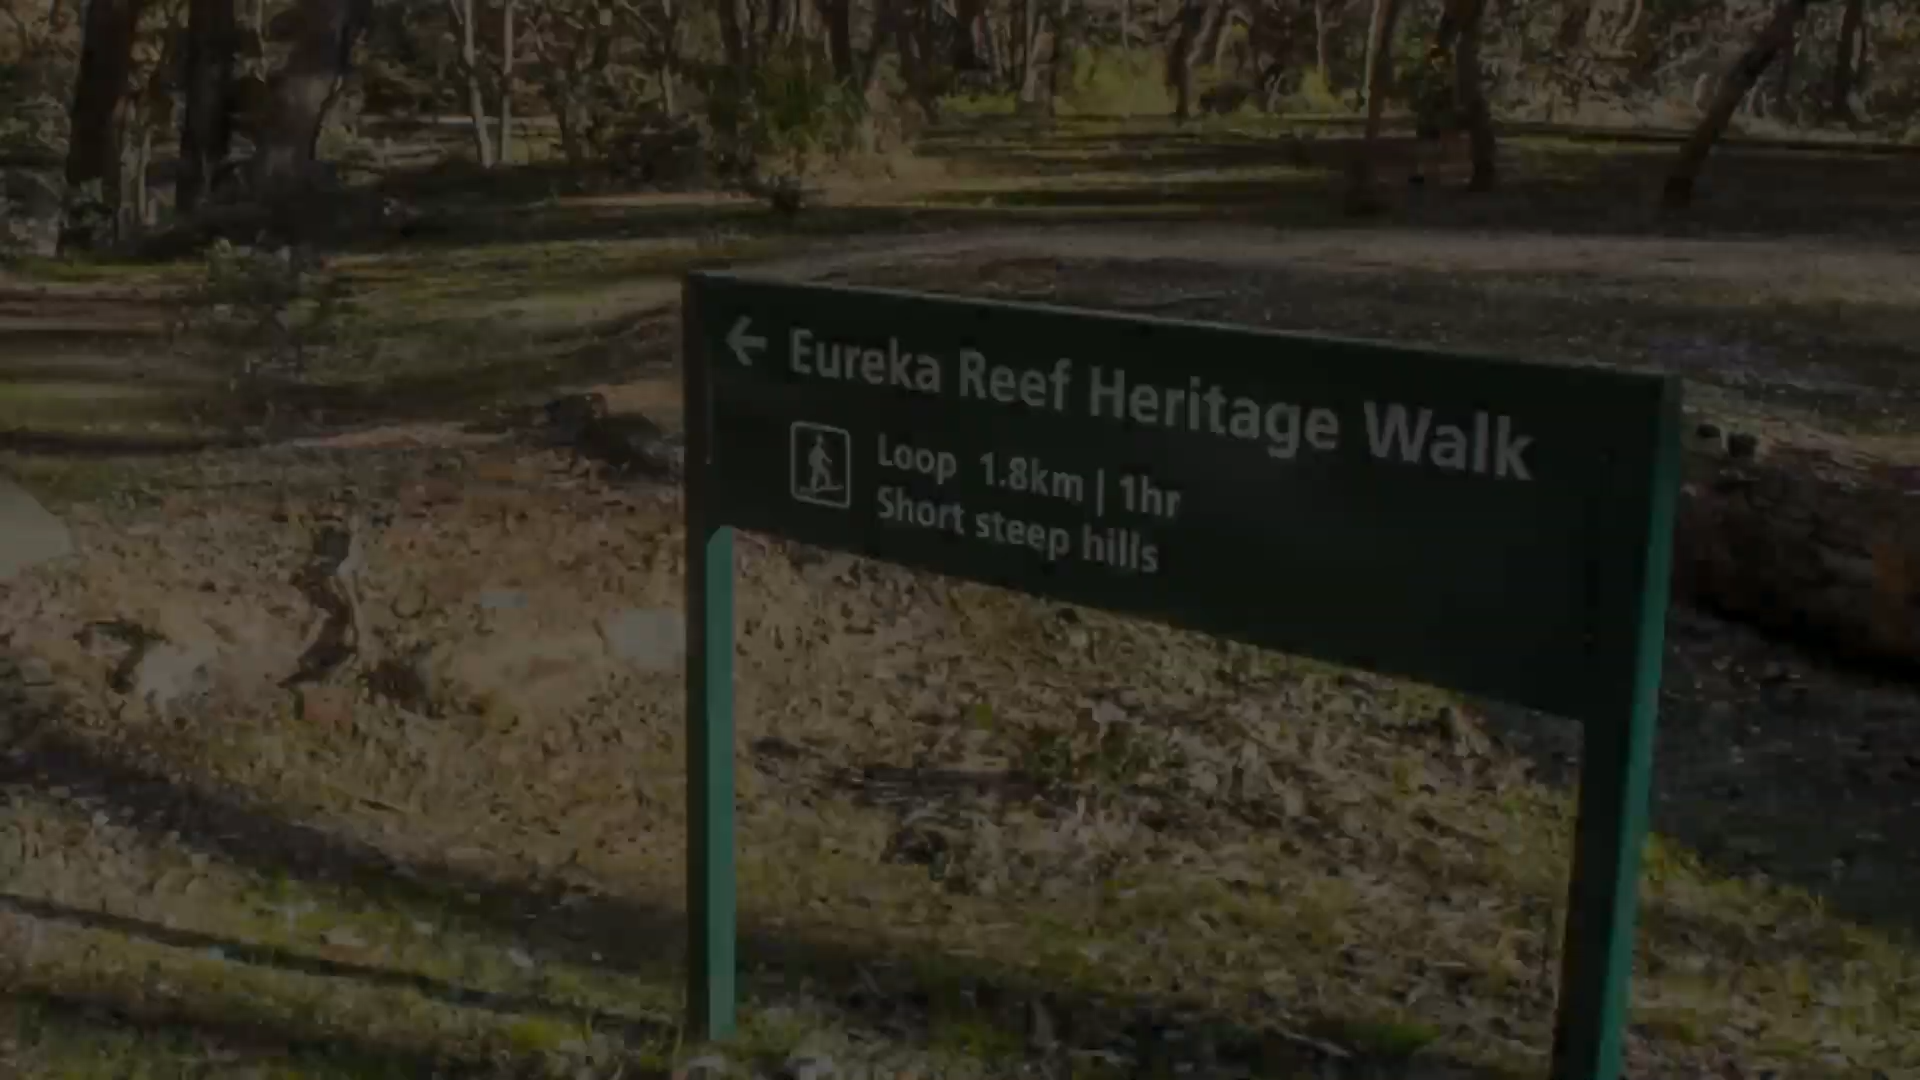 ← Eureka Reef Heritage Walk
Loop 1.8km | 1hr
Short steep hills